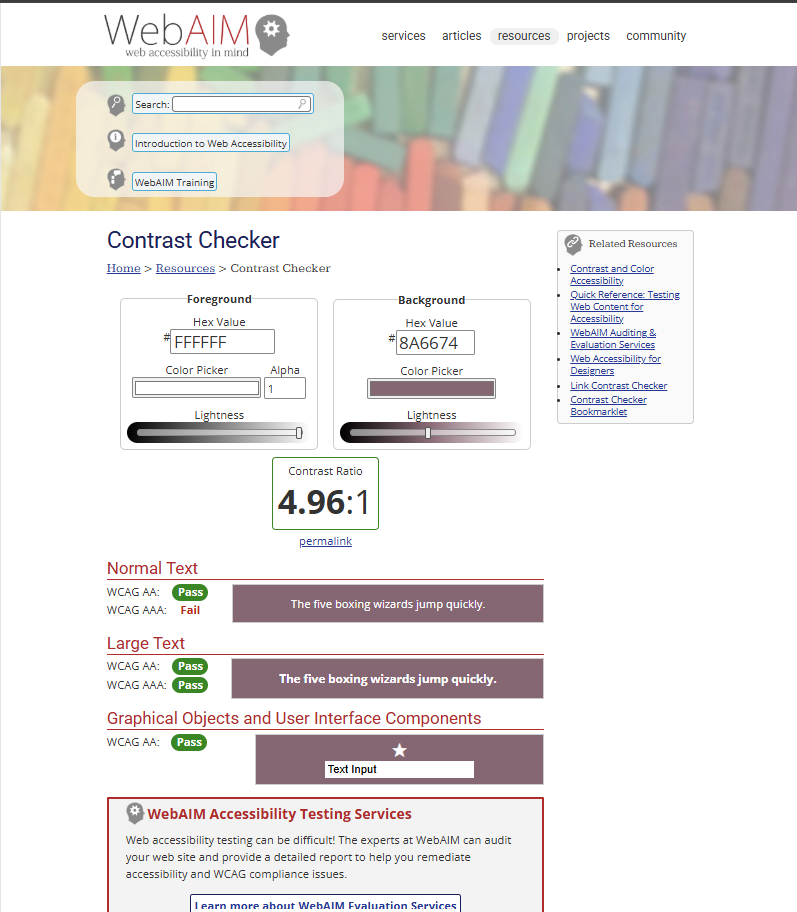 WebAIM
web accessibility in mind
services articles resources projects community
Search:
Introduction to Web Accessibility
WebAIM Training
Contrast Checker
Home > Resources > Contrast Checker
Foreground
Hex Value
# FFFFFF
Color Picker Alpha
1
Lightness
Background
Hex Value
# 8A6674
Color Picker
Lightness
Contrast Ratio
4.96:1
permalink
Normal Text
WCAG AA: Pass
WCAG AAA: Fail
The five boxing wizards jump quickly.
Large Text
WCAG AA: Pass
WCAG AAA: Pass
The five boxing wizards jump quickly.
Graphical Objects and User Interface Components
WCAG AA: Pass
Text Input
WebAIM Accessibility Testing Services
Web accessibility testing can be difficult! The experts at WebAIM can audit
your web site and provide a detailed report to help you remediate
accessibility and WCAG compliance issues.
Learn more about WebAIM Evaluation Services
Related Resources
Contrast and Color
Accessibility
Quick Reference: Testing
Web Content for
Accessibility
WebAIM Auditing &
Evaluation Services
Web Accessibility for
Designers
Link Contrast Checker
Contrast Checker
Bookmarklet